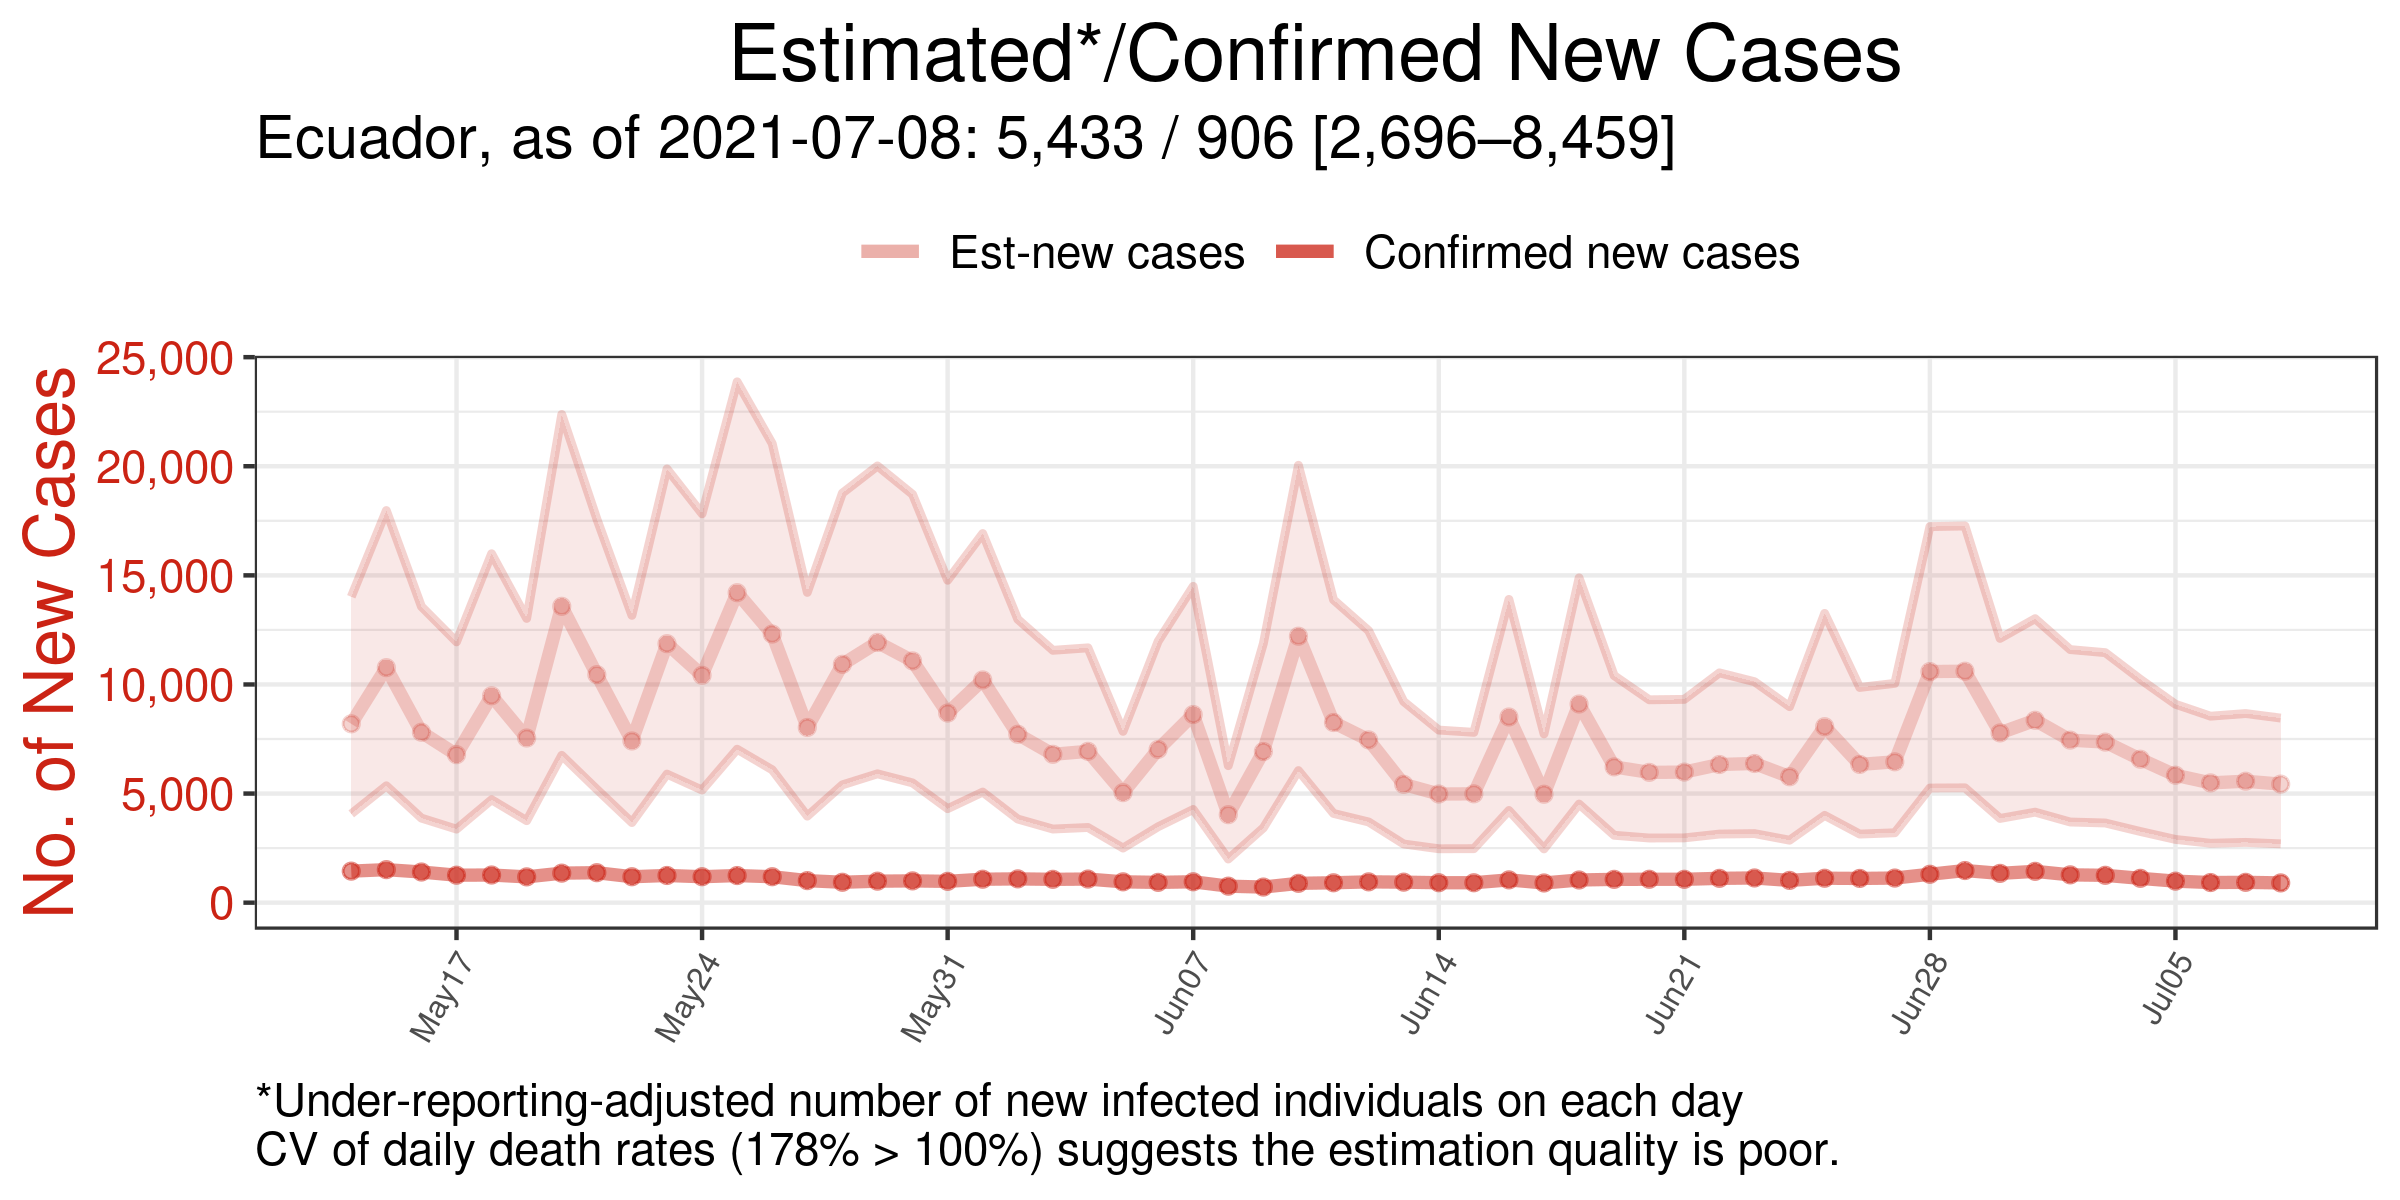 Estimated*/Confirmed New Cases
Ecuador, as of 2021-07-08: 5,433 / 906 [2,696–8,459]
Est-new cases
Confirmed new cases
No. of New Cases
25,000
20,000
15,000
10,000
5,000
0
May17
May24
May31
Jun07
Jun14
Jun21
Jun28
Jul05
*Under-reporting-adjusted number of new infected individuals on each day
CV of daily death rates (178% > 100%) suggests the estimation quality is poor.